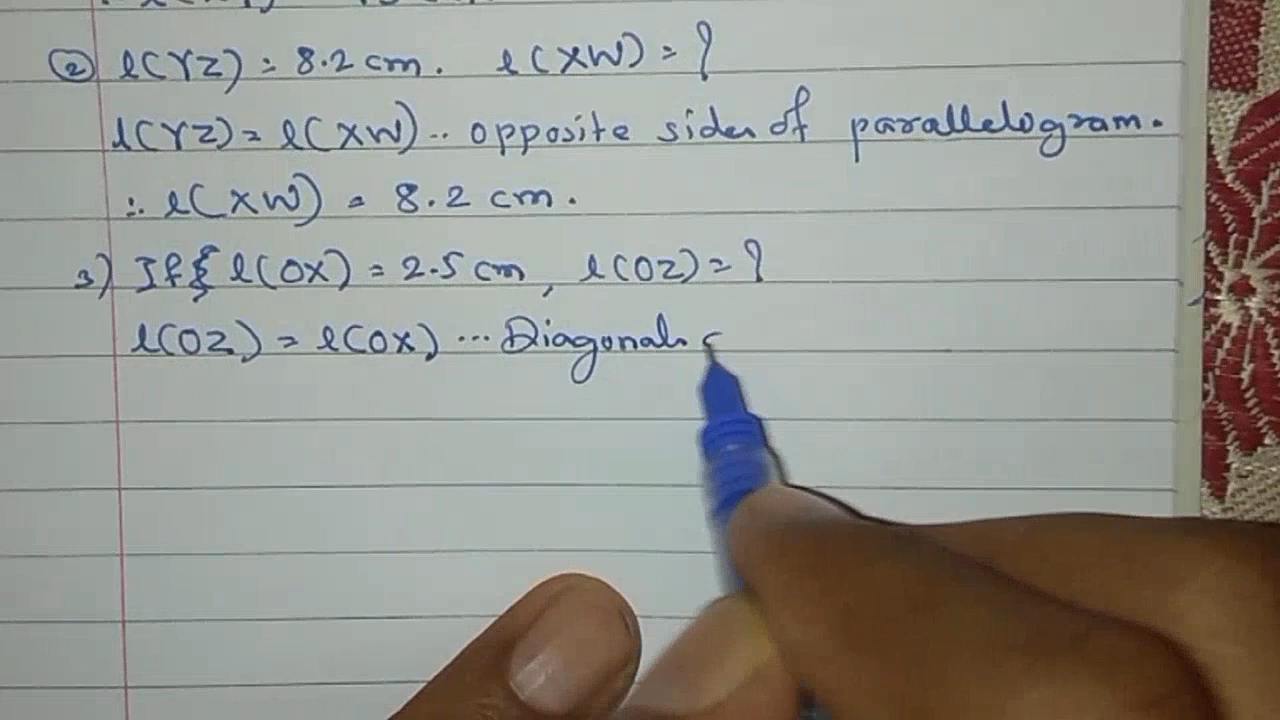 ② l(YZ) = 8.2 cm. l(XW) = ?
l(YZ) = l(XW) .. opposite sides of parallelogram.
∴ l(XW) = 8.2 cm.
3) If l(OX) = 2.5 cm, l(OZ) = ?
l(OZ) = l(OX) ... Diagonals